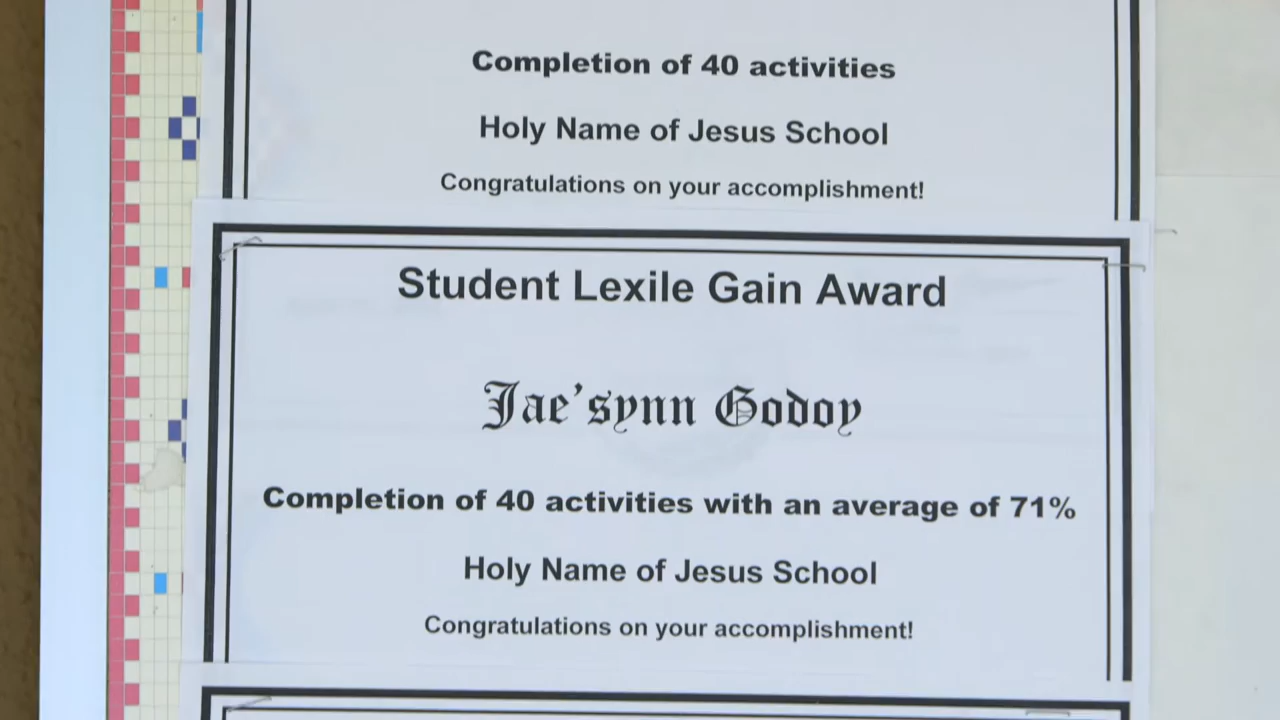 Completion of 40 activities
Holy Name of Jesus School
Congratulations on your accomplishment!
Student Lexile Gain Award
Jae'synn Godoy
Completion of 40 activities with an average of 71%
Holy Name of Jesus School
Congratulations on your accomplishment!